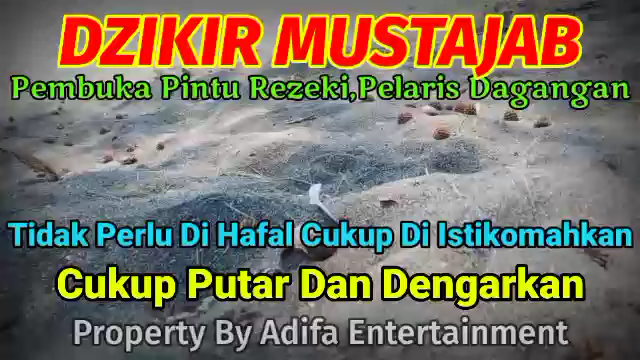 DZIKIR MUSTAJAB
Pembuka Pintu Rezeki,Pelaris Dagangan
Tidak Perlu Di Hafal Cukup Di Istikomahkan
Cukup Putar Dan Dengarkan
Property By Adifa Entertainment